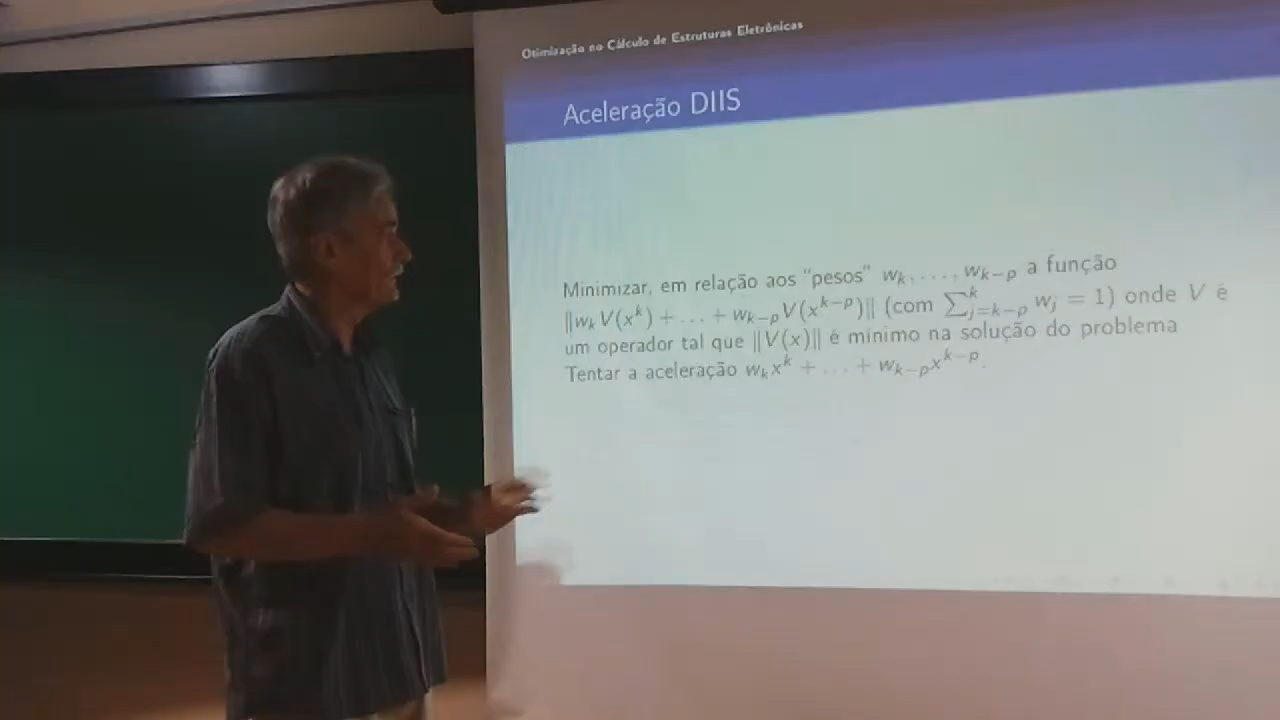 Otimização no Cálculo de Estruturas Eletrônicas
Aceleração DIIS
Minimizar, em relação aos "pesos" w_k, . . . , w_{k−p} a função
‖w_k V(x^k) + . . . + w_{k−p} V(x^{k−p})‖ (com ∑_{j=k−p}^k w_j = 1) onde V é
um operador tal que ‖V(x)‖ é mínimo na solução do problema
Tentar a aceleração w_k x^k + . . . + w_{k−p} x^{k−p}.